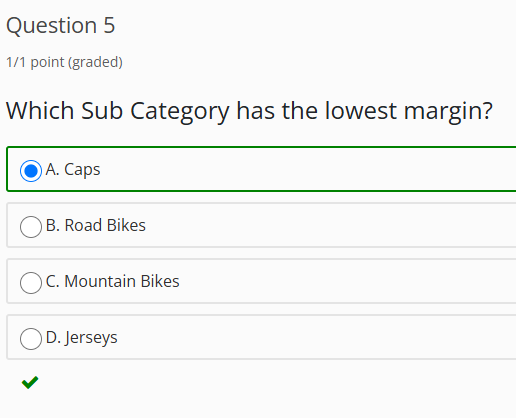 Question 5
1/1 point (graded)
Which Sub Category has the lowest margin?
A. Caps
B. Road Bikes
C. Mountain Bikes
D. Jerseys